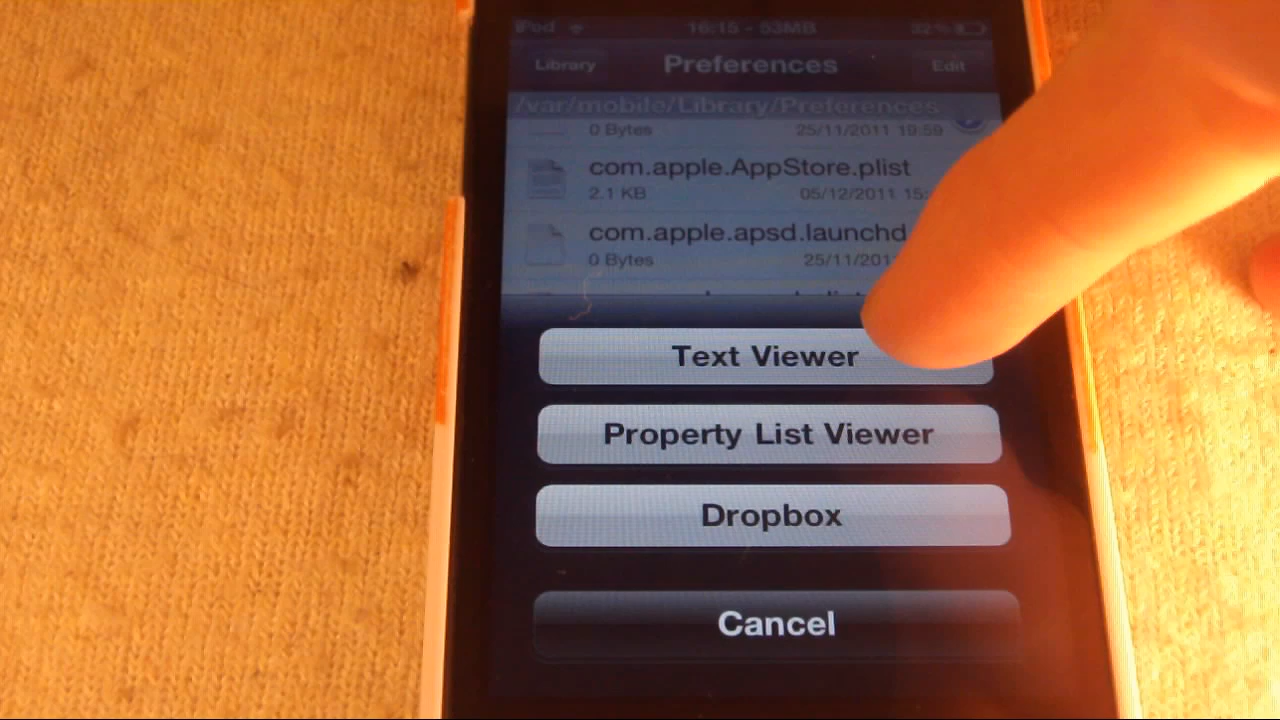 iPod 16:15 - 53MB 32%
Library Preferences Edit
/var/mobile/Library/Preferences
0 Bytes 25/11/2011 19:59
com.apple.AppStore.plist
2.1 KB 05/12/2011 15:
com.apple.apsd.launchd
0 Bytes 25/11/201
Text Viewer
Property List Viewer
Dropbox
Cancel